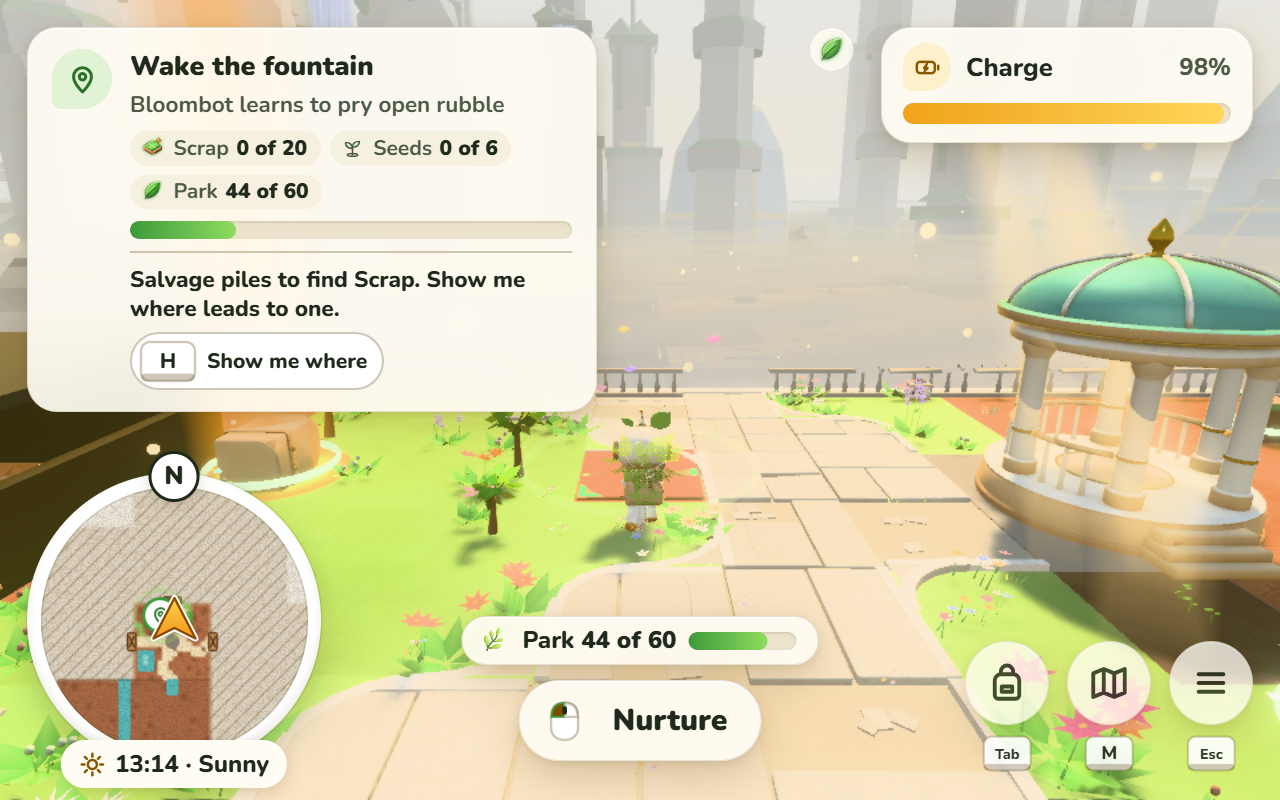 Wake the fountain
Bloombot learns to pry open rubble
Scrap 0 of 20 Seeds 0 of 6
Park 44 of 60
Salvage piles to find Scrap. Show me
where leads to one.
H Show me where
Charge 98%
N
13:14 · Sunny
Park 44 of 60
Nurture
Tab M Esc